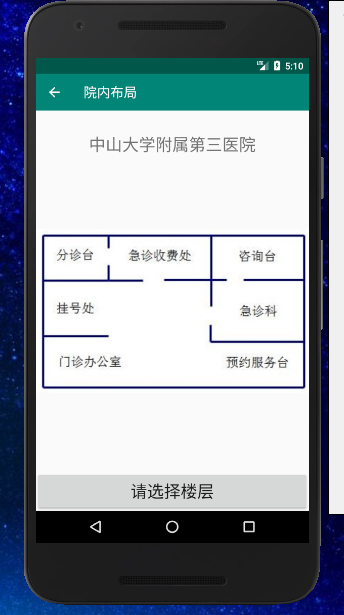 5:10
院内布局
中山大学附属第三医院
分诊台 急诊收费处 咨询台
挂号处 急诊科
门诊办公室 预约服务台
请选择楼层